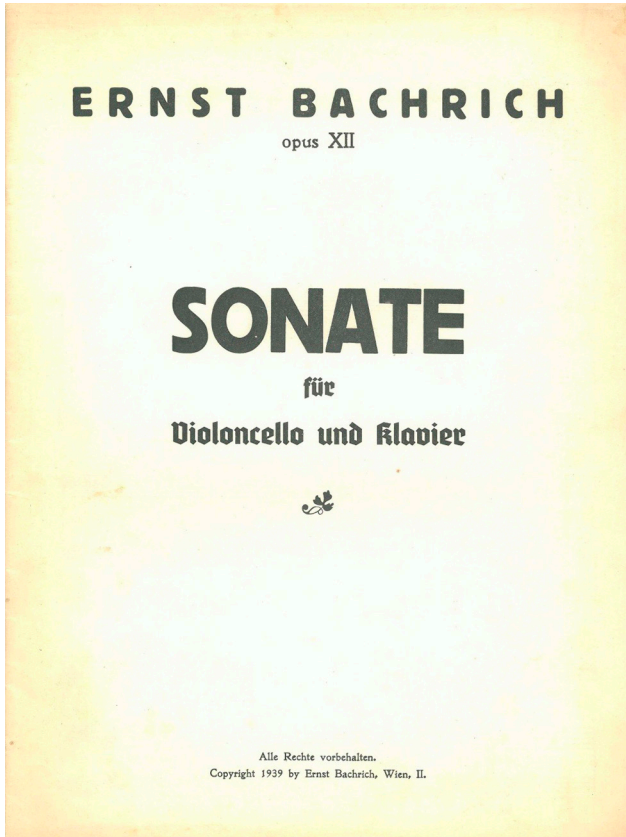 ERNST BACHRICH
opus XII
SONATE
für
Violoncello und Klavier
Alle Rechte vorbehalten.
Copyright 1939 by Ernst Bachrich, Wien, II.